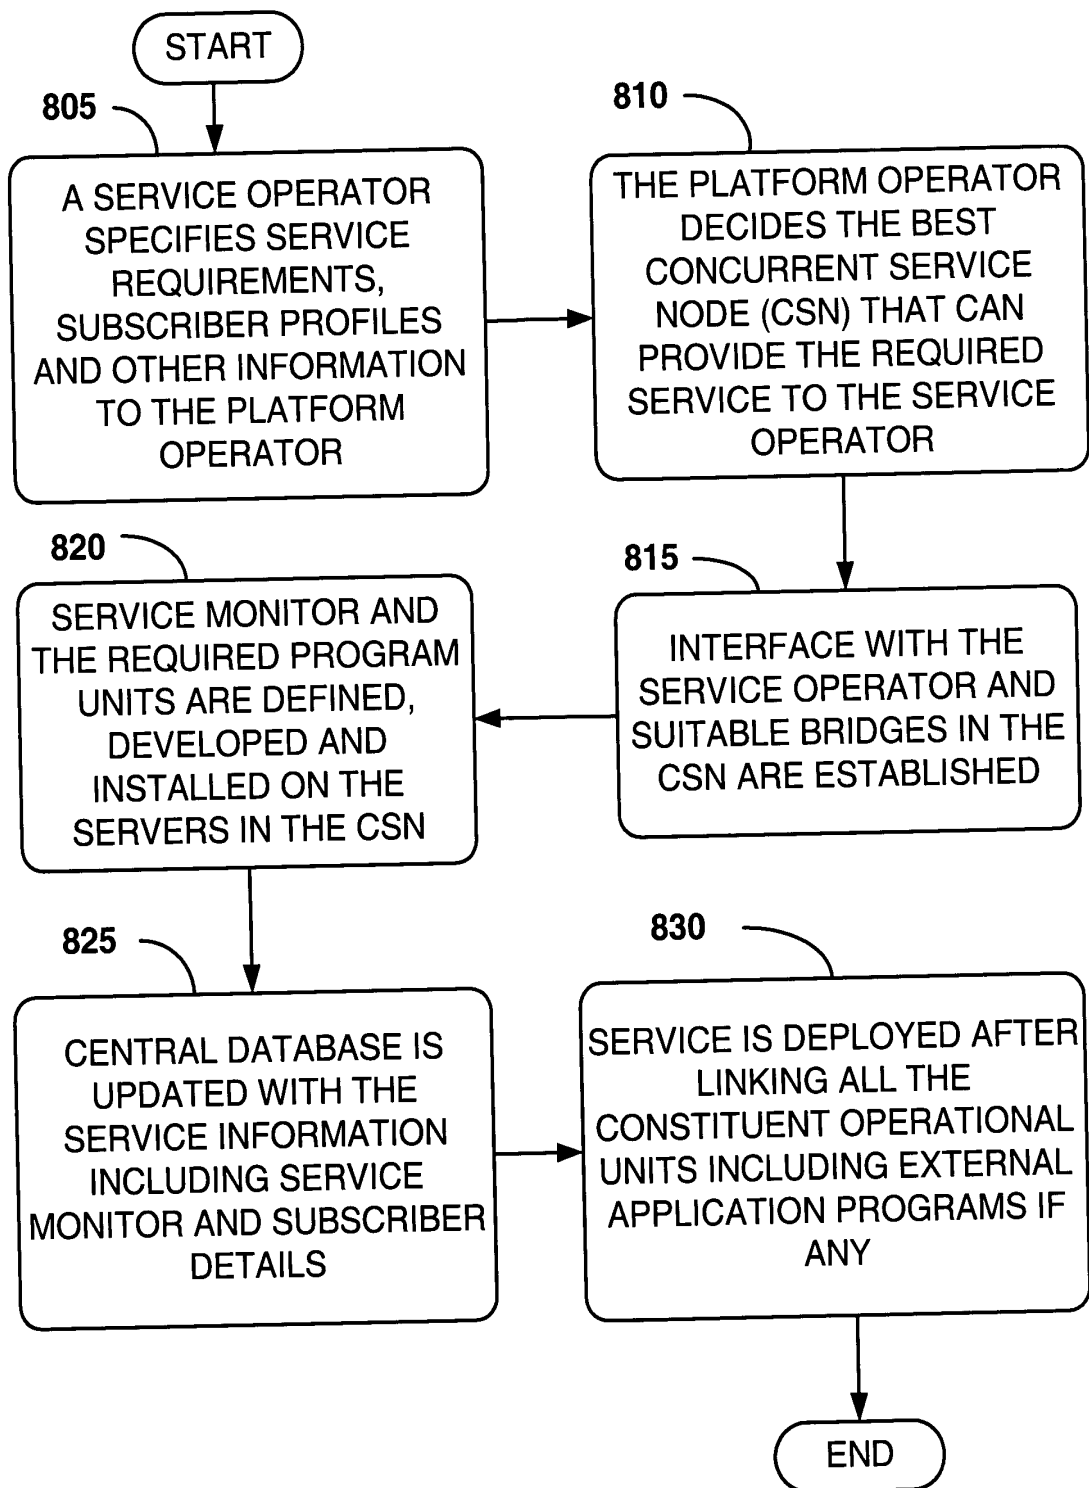 START
805
A SERVICE OPERATOR
SPECIFIES SERVICE
REQUIREMENTS,
SUBSCRIBER PROFILES
AND OTHER INFORMATION
TO THE PLATFORM
OPERATOR
810
THE PLATFORM OPERATOR
DECIDES THE BEST
CONCURRENT SERVICE
NODE (CSN) THAT CAN
PROVIDE THE REQUIRED
SERVICE TO THE SERVICE
OPERATOR
815
INTERFACE WITH THE
SERVICE OPERATOR AND
SUITABLE BRIDGES IN THE
CSN ARE ESTABLISHED
820
SERVICE MONITOR AND
THE REQUIRED PROGRAM
UNITS ARE DEFINED,
DEVELOPED AND
INSTALLED ON THE
SERVERS IN THE CSN
825
CENTRAL DATABASE IS
UPDATED WITH THE
SERVICE INFORMATION
INCLUDING SERVICE
MONITOR AND SUBSCRIBER
DETAILS
830
SERVICE IS DEPLOYED AFTER
LINKING ALL THE
CONSTITUENT OPERATIONAL
UNITS INCLUDING EXTERNAL
APPLICATION PROGRAMS IF
ANY
END